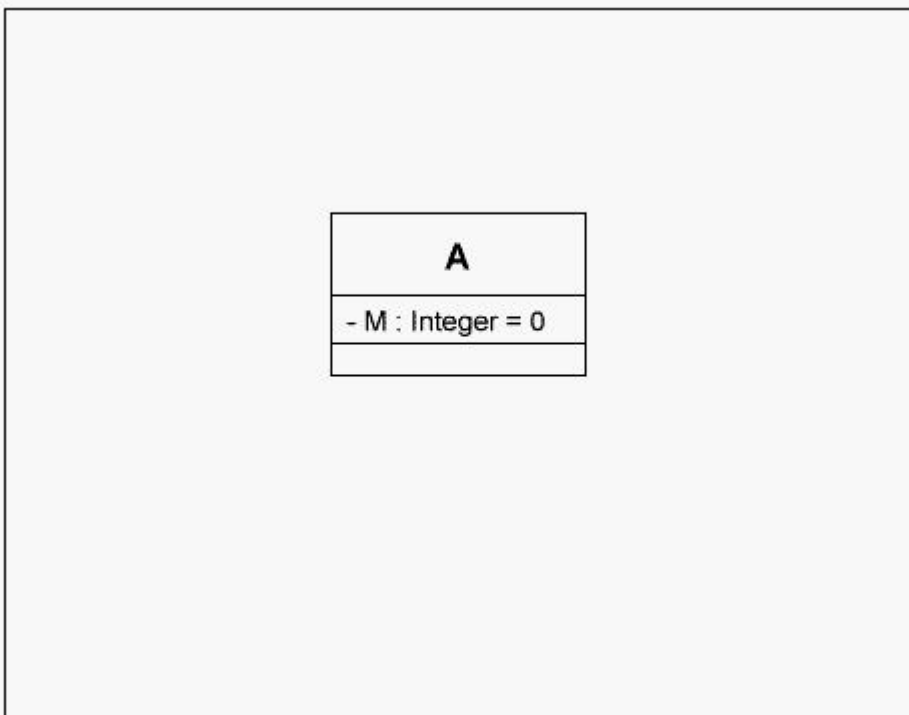 A
- M : Integer = 0